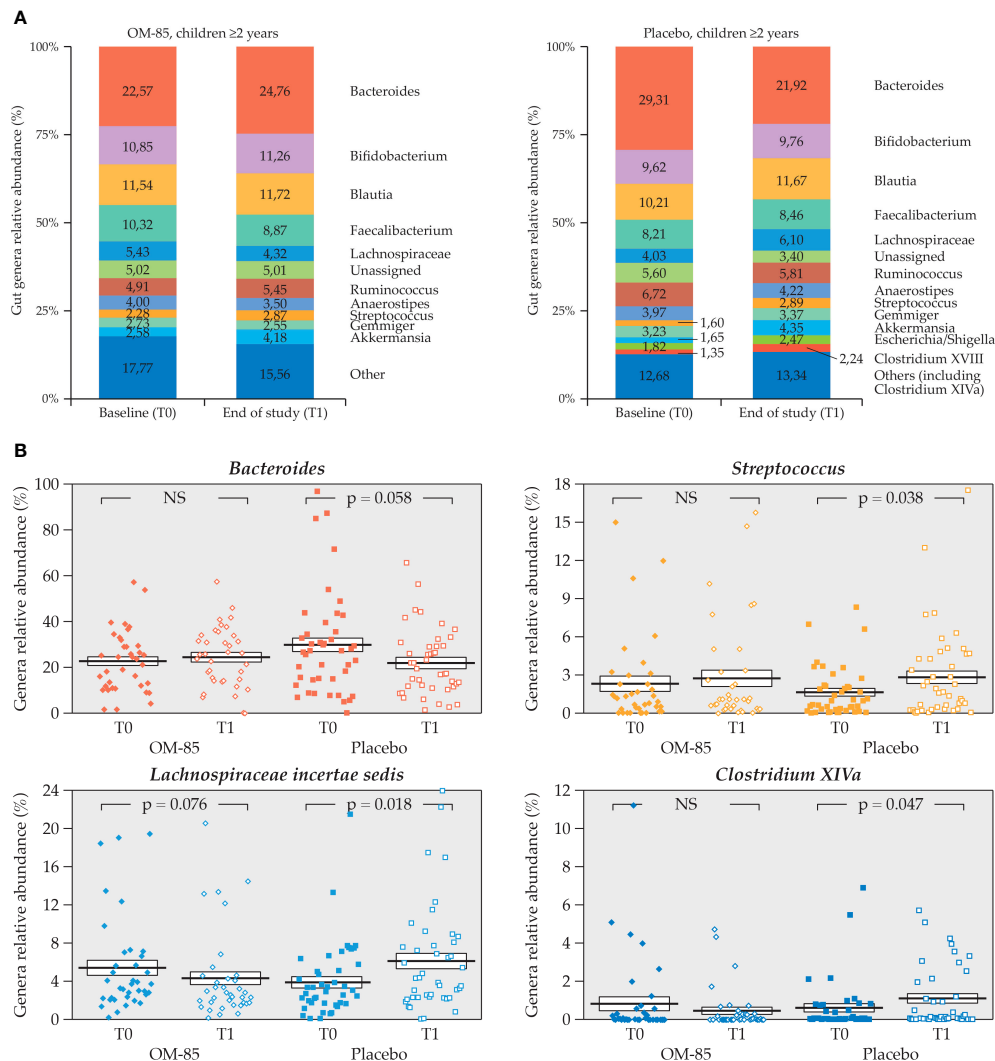 A
OM-85, children ≥2 years
Gut genera relative abundance (%)
100%
75%
50%
25%
0%
22,57
10,85
11,54
10,32
5,43
5,02
4,91
4,00
2,28
2,73
2,58
17,77
24,76
11,26
11,72
8,87
4,32
5,01
5,45
3,50
2,87
2,55
4,18
15,56
Bacteroides
Bifidobacterium
Blautia
Faecalibacterium
Lachnospiraceae
Unassigned
Ruminococcus
Anaerostipes
Streptococcus
Gemmiger
Akkermansia
Other
Baseline (T0)
End of study (T1)
Placebo, children ≥2 years
Gut genera relative abundance (%)
100%
75%
50%
25%
0%
29,31
9,62
10,21
8,21
4,03
5,60
6,72
3,97
1,60
3,23
1,65
1,82
1,35
12,68
21,92
9,76
11,67
8,46
6,10
3,40
5,81
4,22
2,89
3,37
4,35
2,47
2,24
13,34
Bacteroides
Bifidobacterium
Blautia
Faecalibacterium
Lachnospiraceae
Unassigned
Ruminococcus
Anaerostipes
Streptococcus
Gemmiger
Akkermansia
Escherichia/Shigella
Clostridium XVIII
Others (including
Clostridium XIVa)
Baseline (T0)
End of study (T1)
B
Bacteroides
Genera relative abundance (%)
100
80
60
40
20
0
NS
p = 0.058
T0
T1
T0
T1
OM-85
Placebo
Streptococcus
Genera relative abundance (%)
18
15
12
9
6
3
0
NS
p = 0.038
T0
T1
T0
T1
OM-85
Placebo
Lachnospiraceae incertae sedis
Genera relative abundance (%)
24
20
16
12
8
4
0
p = 0.076
p = 0.018
T0
T1
T0
T1
OM-85
Placebo
Clostridium XIVa
Genera relative abundance (%)
12
10
8
6
4
2
0
NS
p = 0.047
T0
T1
T0
T1
OM-85
Placebo